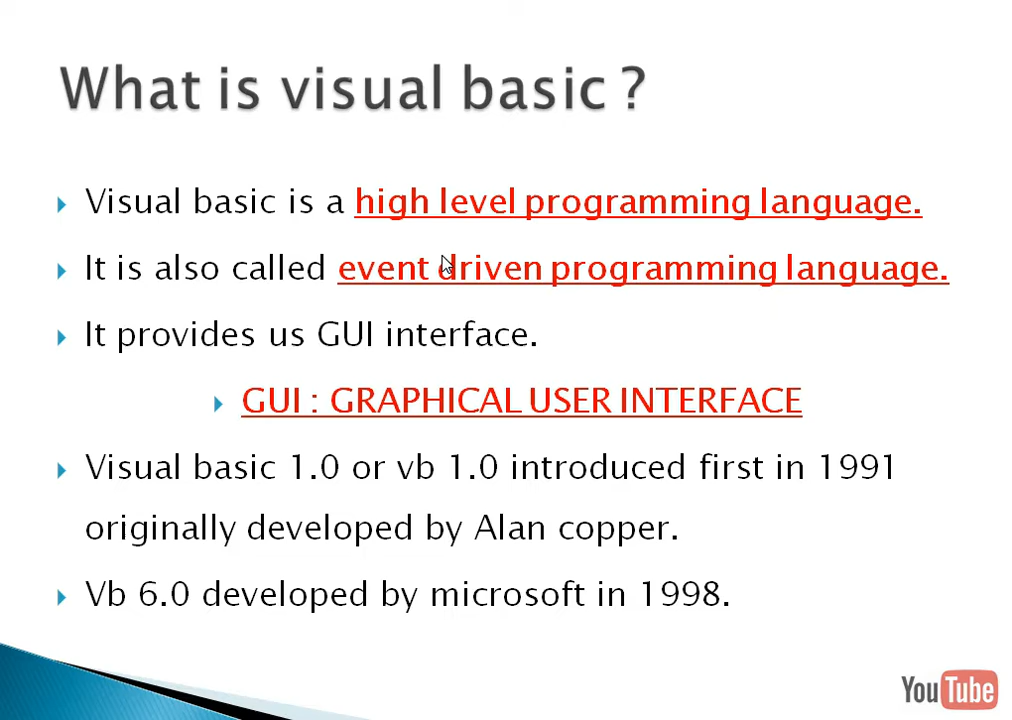 What is visual basic ?
Visual basic is a high level programming language.
It is also called event driven programming language.
It provides us GUI interface.
GUI : GRAPHICAL USER INTERFACE
Visual basic 1.0 or vb 1.0 introduced first in 1991
originally developed by Alan copper.
Vb 6.0 developed by microsoft in 1998.
YouTube